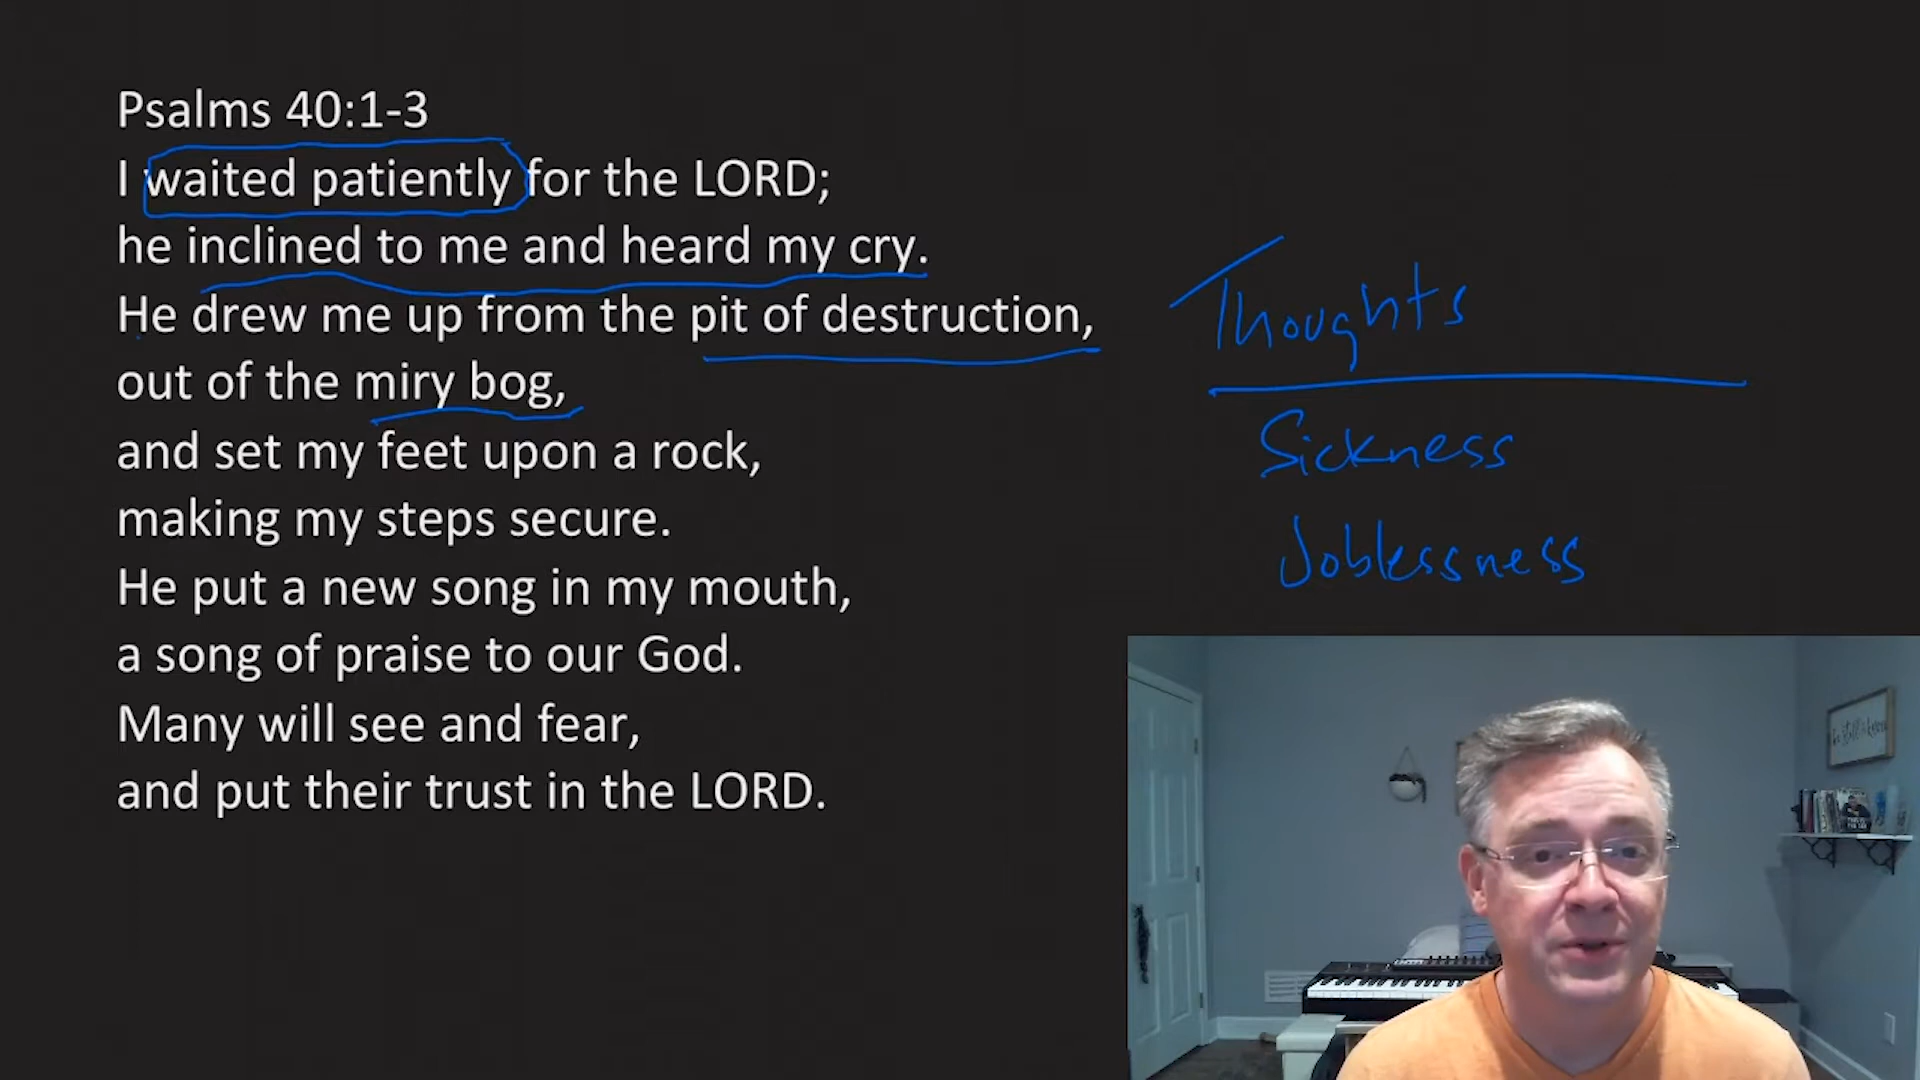 Psalms 40:1-3
I waited patiently for the LORD;
he inclined to me and heard my cry.
He drew me up from the pit of destruction,
out of the miry bog,
and set my feet upon a rock,
making my steps secure.
He put a new song in my mouth,
a song of praise to our God.
Many will see and fear,
and put their trust in the LORD.
Thoughts
Sickness
Joblessness